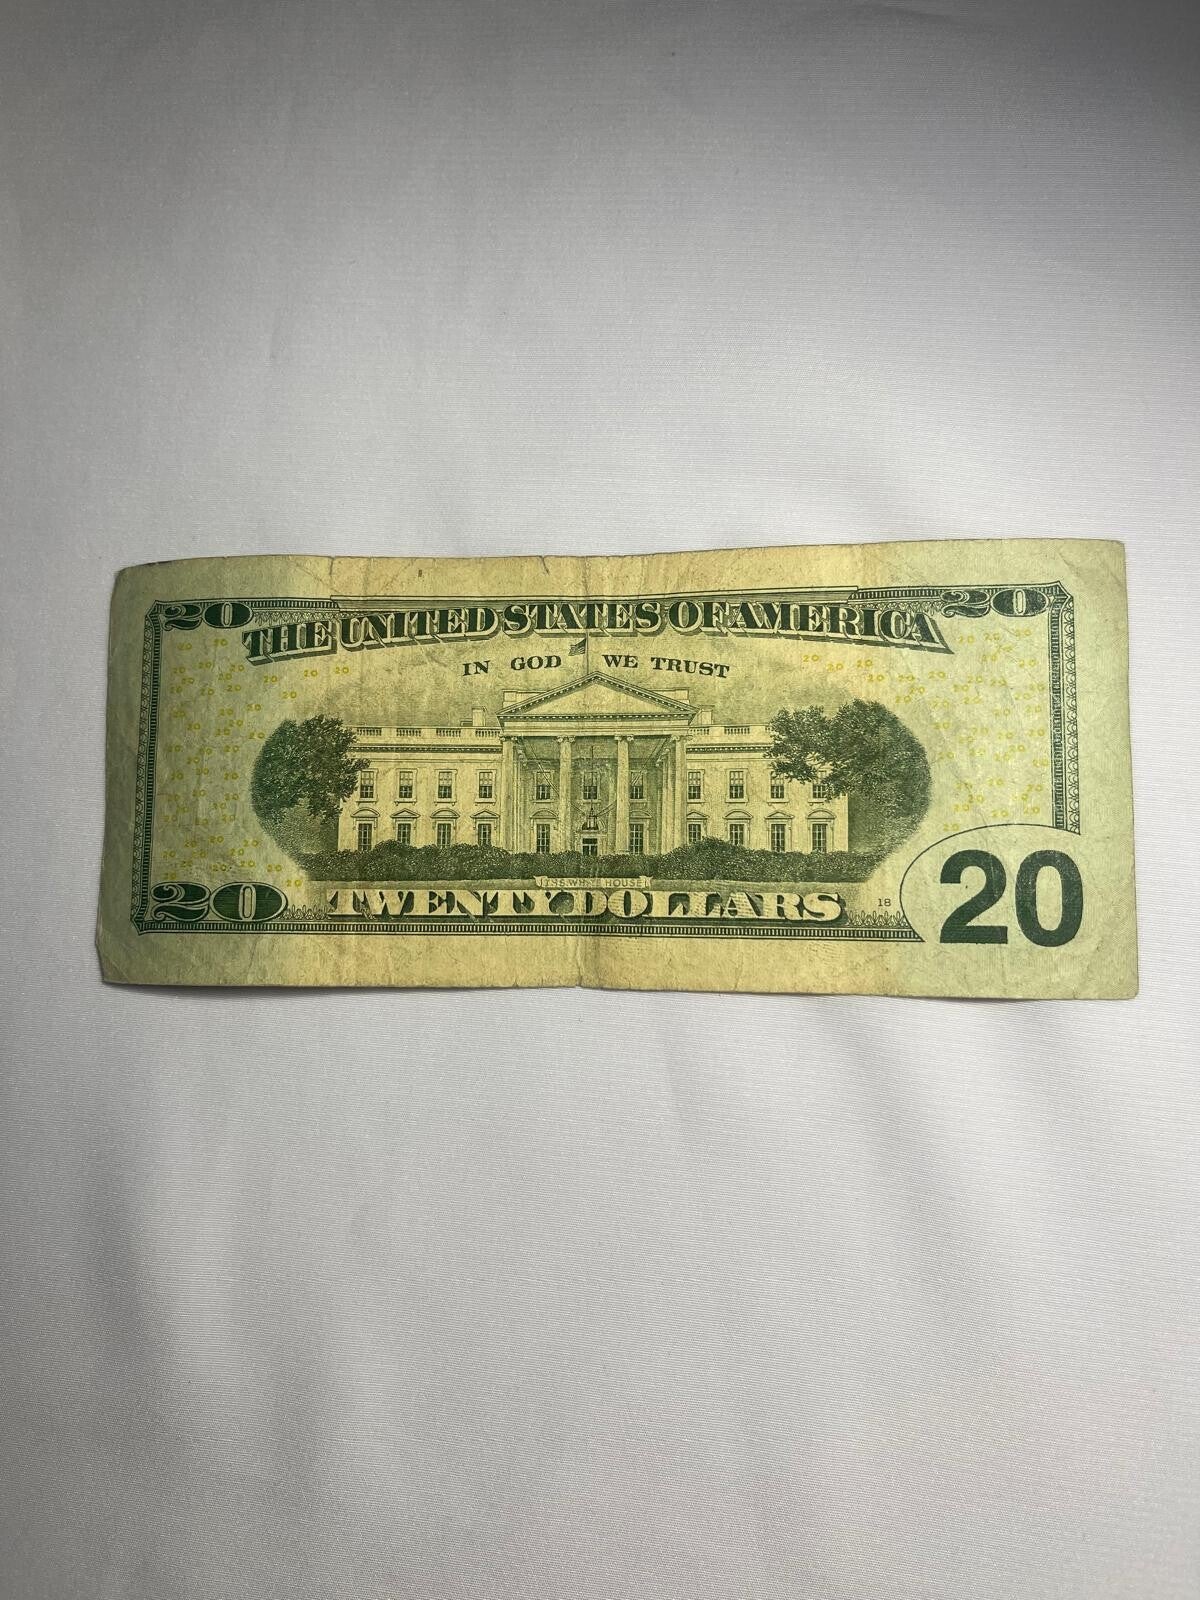 20 20
THE UNITED STATES OF AMERICA
IN GOD WE TRUST
THE WHITE HOUSE
20 TWENTY DOLLARS 18 20